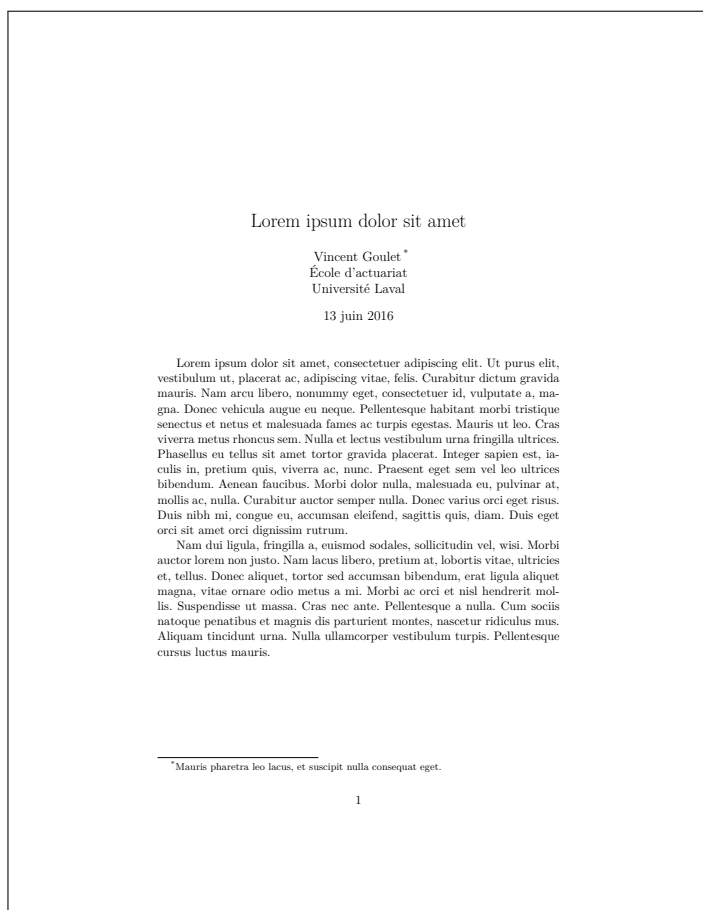 Lorem ipsum dolor sit amet
Vincent Goulet*
École d'actuariat
Université Laval
13 juin 2016
Lorem ipsum dolor sit amet, consectetuer adipiscing elit. Ut purus elit,
vestibulum ut, placerat ac, adipiscing vitae, felis. Curabitur dictum gravida
mauris. Nam arcu libero, nonummy eget, consectetuer id, vulputate a, ma-
gna. Donec vehicula augue eu neque. Pellentesque habitant morbi tristique
senectus et netus et malesuada fames ac turpis egestas. Mauris ut leo. Cras
viverra metus rhoncus sem. Nulla et lectus vestibulum urna fringilla ultrices.
Phasellus eu tellus sit amet tortor gravida placerat. Integer sapien est, ia-
culis in, pretium quis, viverra ac, nunc. Praesent eget sem vel leo ultrices
bibendum. Aenean faucibus. Morbi dolor nulla, malesuada eu, pulvinar at,
mollis ac, nulla. Curabitur auctor semper nulla. Donec varius orci eget risus.
Duis nibh mi, congue eu, accumsan eleifend, sagittis quis, diam. Duis eget
orci sit amet orci dignissim rutrum.
Nam dui ligula, fringilla a, euismod sodales, sollicitudin vel, wisi. Morbi
auctor lorem non justo. Nam lacus libero, pretium at, lobortis vitae, ultricies
et, tellus. Donec aliquet, tortor sed accumsan bibendum, erat ligula aliquet
magna, vitae ornare odio metus a mi. Morbi ac orci et nisl hendrerit mol-
lis. Suspendisse ut massa. Cras nec ante. Pellentesque a nulla. Cum sociis
natoque penatibus et magnis dis parturient montes, nascetur ridiculus mus.
Aliquam tincidunt urna. Nulla ullamcorper vestibulum turpis. Pellentesque
cursus luctus mauris.
*Mauris pharetra leo lacus, et suscipit nulla consequat eget.
1